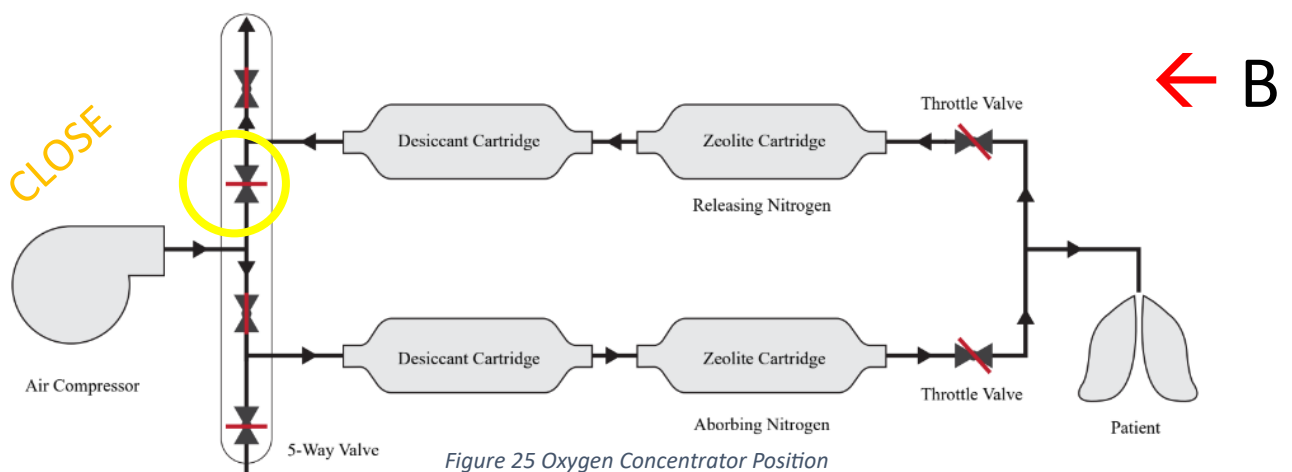 CLOSE
B
Throttle Valve
Desiccant Cartridge
Zeolite Cartridge
Releasing Nitrogen
Desiccant Cartridge
Zeolite Cartridge
Air Compressor
Throttle Valve
Aborbing Nitrogen
Patient
5-Way Valve
Figure 25 Oxygen Concentrator Position